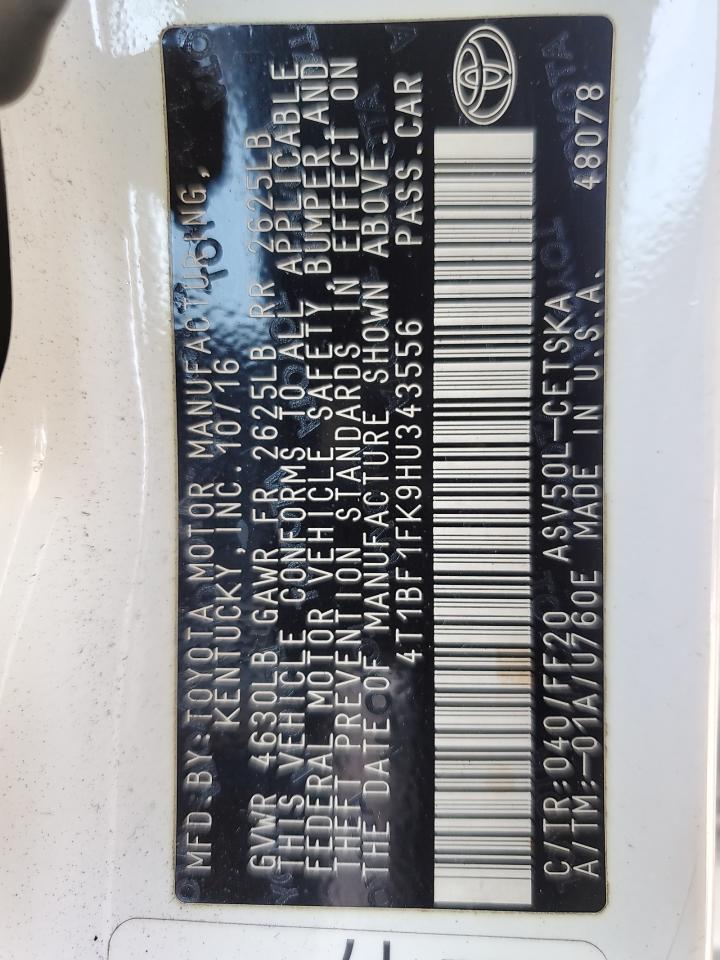 MFD.BY:TOYOTA MOTOR MANUFACTURING,
KENTUCKY,INC.10/16
GVWR 4630LB GAWR FR 2625LB RR 2625LB
THIS VEHICLE CONFORMS TO ALL APPLICABLE
FEDERAL MOTOR VEHICLE SAFETY, BUMPER AND
THEFT PREVENTION STANDARDS IN EFFECT ON
THE DATE OF MANUFACTURE SHOWN ABOVE.
4T1BF1FK9HU343556 PASS.CAR
C/TR:040/FF20 ASV50L-CETSKA 48078
A/TM:-01A/U760E MADE IN U.S.A.